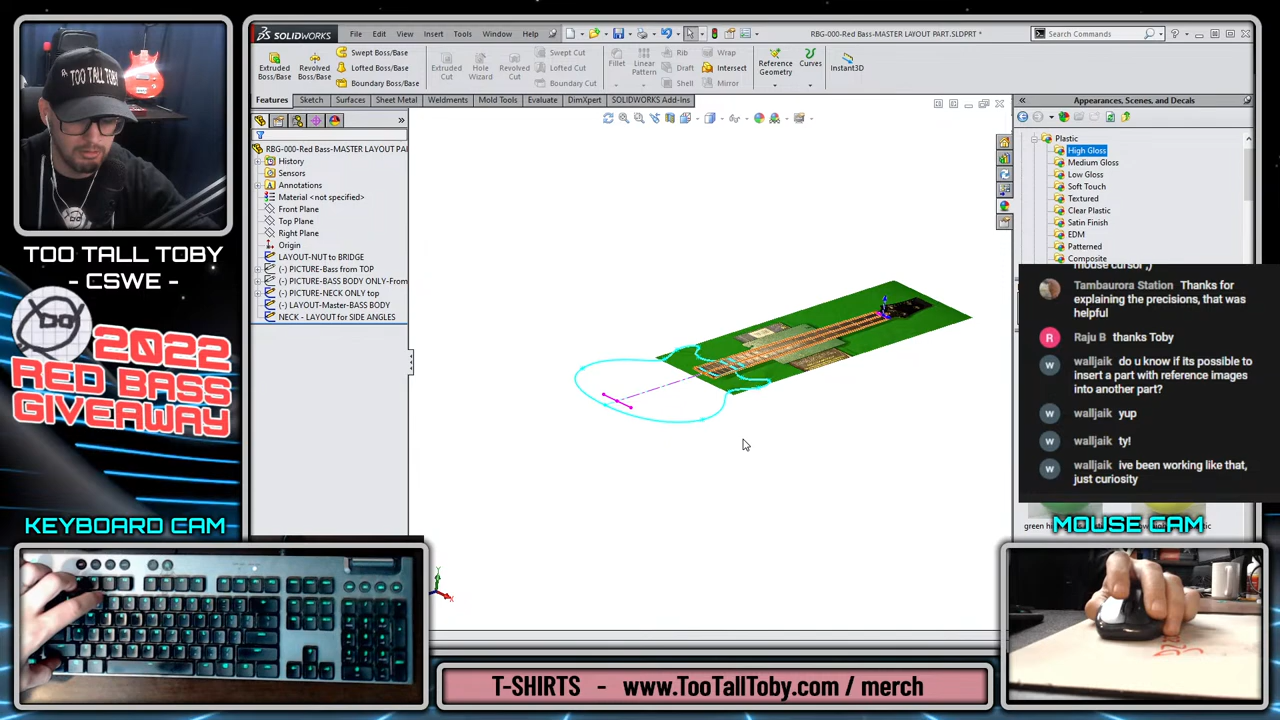 TOO TALL TOBY
TOO TALL TOBY
- CSWE -
2022
RED BASS
GIVEAWAY
KEYBOARD CAM
SOLIDWORKS
File Edit View Insert Tools Window Help
RBG-000-Red Bass-MASTER LAYOUT PART.SLDPRT *
Search Commands
Extruded
Boss/Base
Revolved
Boss/Base
Swept Boss/Base
Lofted Boss/Base
Boundary Boss/Base
Extruded
Cut
Hole
Wizard
Revolved
Cut
Swept Cut
Lofted Cut
Boundary Cut
Fillet
Linear
Pattern
Rib
Draft
Shell
Wrap
Intersect
Mirror
Reference
Geometry
Curves
Instant3D
Features Sketch Surfaces Sheet Metal Weldments Mold Tools Evaluate DimXpert SOLIDWORKS Add-Ins
RBG-000-Red Bass-MASTER LAYOUT PAI
History
Sensors
Annotations
Material <not specified>
Front Plane
Top Plane
Right Plane
Origin
LAYOUT-NUT to BRIDGE
(-) PICTURE-Bass from TOP
(-) PICTURE-BASS BODY ONLY-From
(-) PICTURE-NECK ONLY top
(-) LAYOUT-Master-BASS BODY
NECK - LAYOUT for SIDE ANGLES
Y
X
Appearances, Scenes, and Decals
Plastic
High Gloss
Medium Gloss
Low Gloss
Soft Touch
Textured
Clear Plastic
Satin Finish
EDM
Patterned
Composite
mouse cursor ;)
Tambaurora Station Thanks for
explaining the precisions, that was
helpful
R Raju B thanks Toby
w walljaik do u know if its possible to
insert a part with reference images
into another part?
w walljaik yup
w walljaik ty!
w walljaik ive been working like that,
just curiosity
MOUSE CAM
T-SHIRTS - www.TooTallToby.com / merch